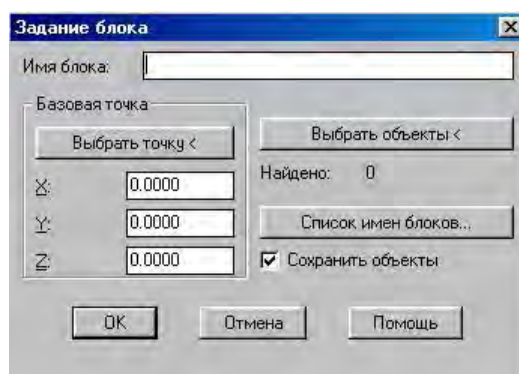 Задание блока
Имя блока:
Базовая точка
Выбрать точку <
X: 0.0000
Y: 0.0000
Z: 0.0000
Выбрать объекты <
Найдено: 0
Список имен блоков...
Сохранить объекты
OK Отмена Помощь